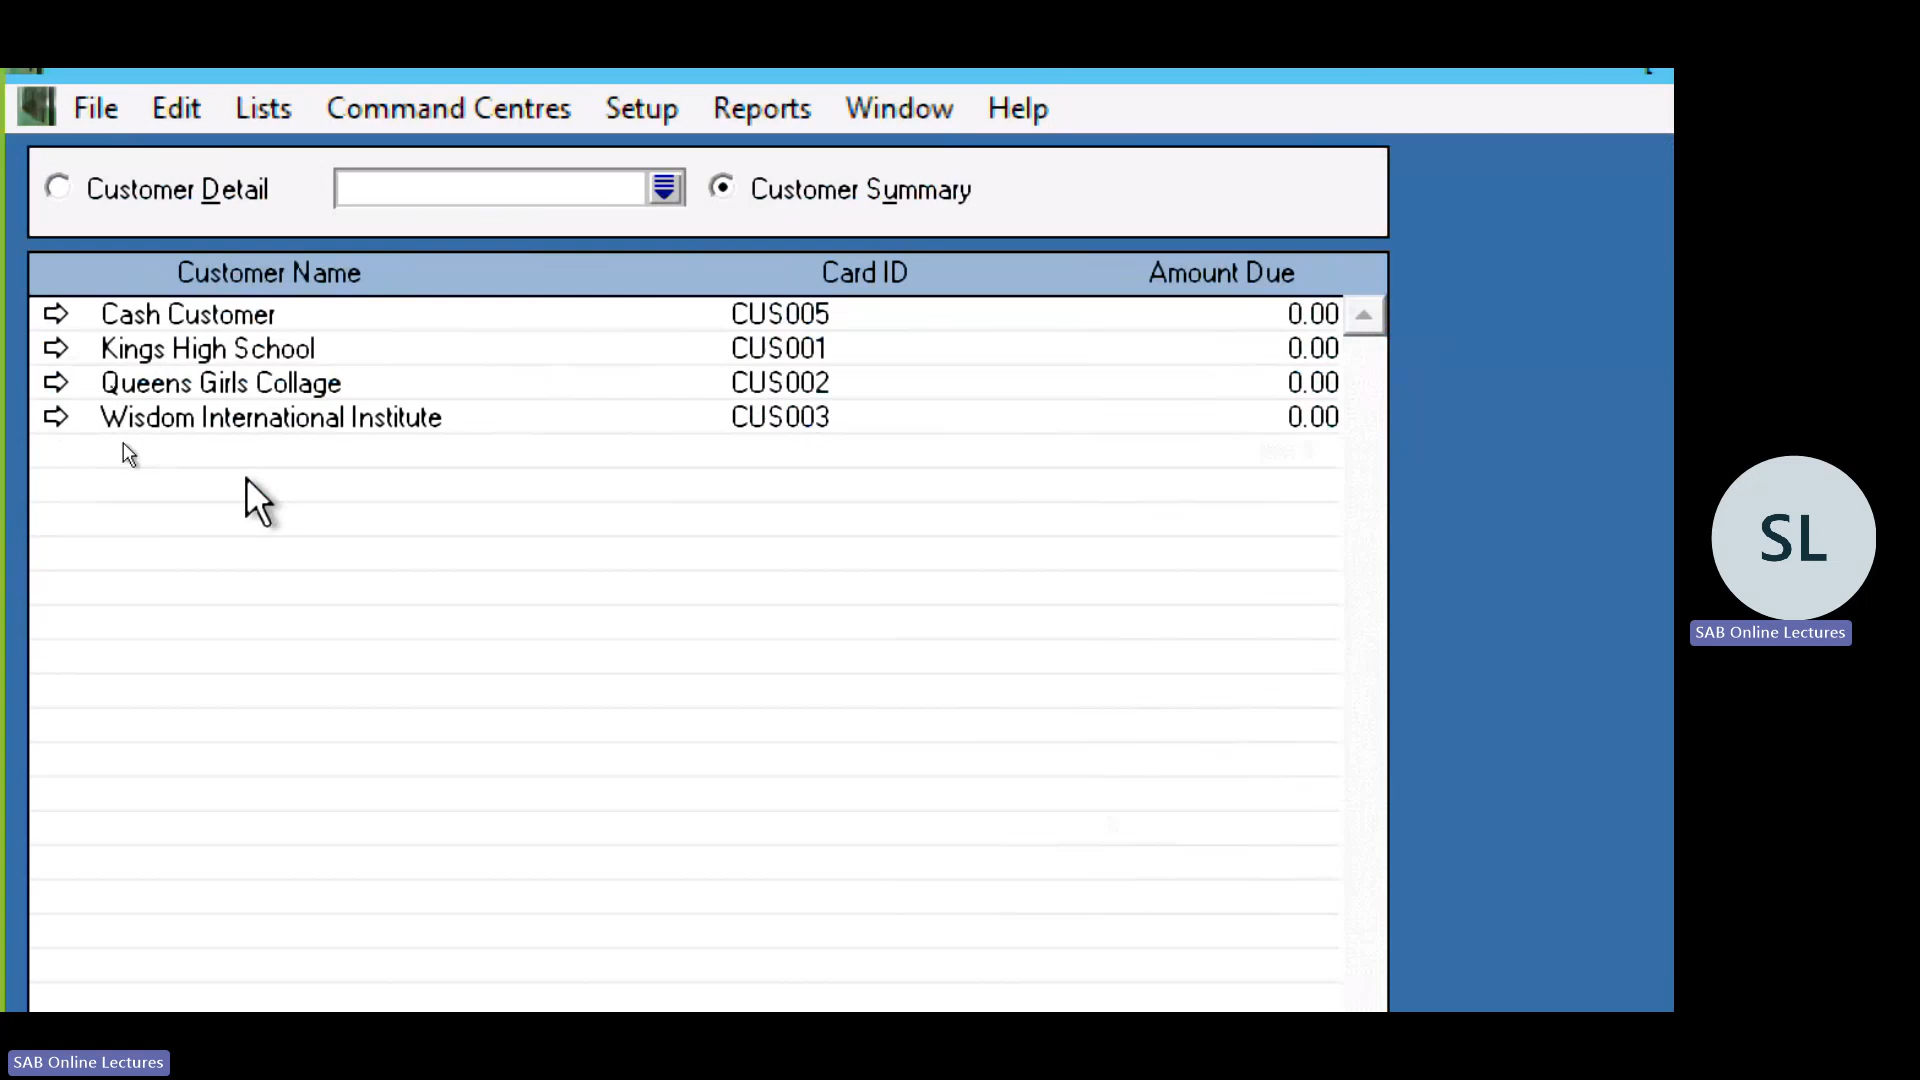 File Edit Lists Command Centres Setup Reports Window Help
Customer Detail Customer Summary
Customer Name Card ID Amount Due
Cash Customer CUS005 0.00
Kings High School CUS001 0.00
Queens Girls Collage CUS002 0.00
Wisdom International Institute CUS003 0.00
SL
SAB Online Lectures
SAB Online Lectures